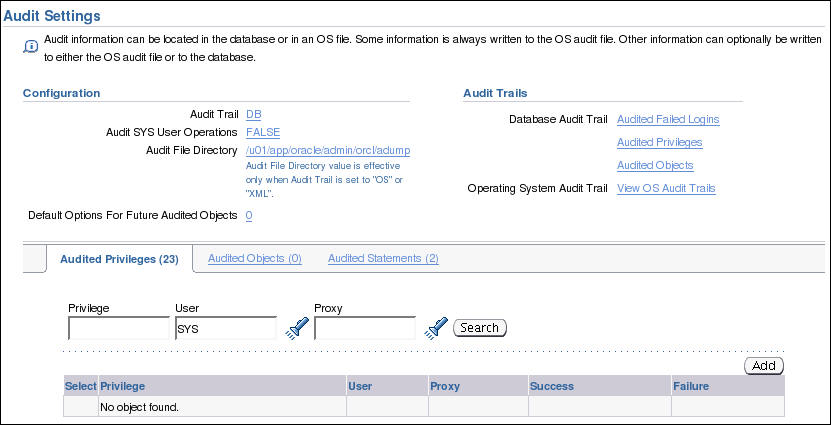 Audit Settings
Audit information can be located in the database or in an OS file. Some information is always written to the OS audit file. Other information can optionally be written
to either the OS audit file or to the database.
Configuration
Audit Trail DB
Audit SYS User Operations FALSE
Audit File Directory /u01/app/oracle/admin/orcl/adump
Audit File Directory value is effective
only when Audit Trail is set to "OS" or
"XML".
Default Options For Future Audited Objects 0
Audit Trails
Database Audit Trail Audited Failed Logins
Audited Privileges
Audited Objects
Operating System Audit Trail View OS Audit Trails
Audited Privileges (23) Audited Objects (0) Audited Statements (2)
Privilege User Proxy
SYS Search
Add
Select Privilege User Proxy Success Failure
No object found.